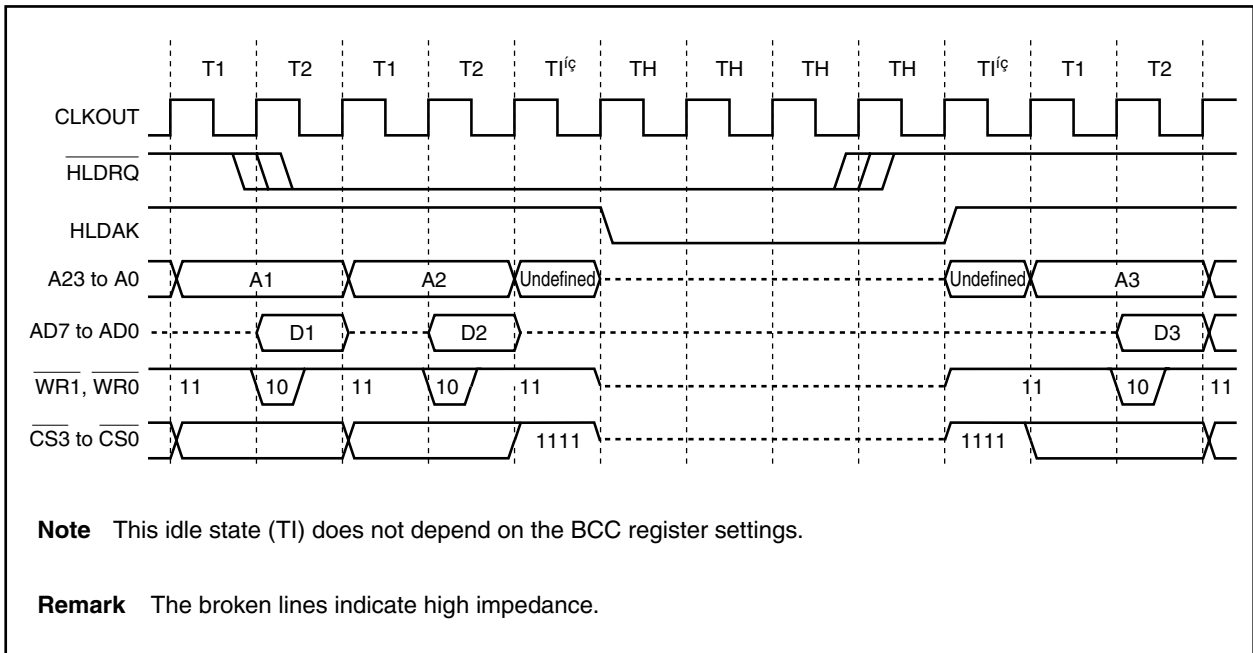 T1 T2 T1 T2 TIíç TH TH TH TH TIíç T1 T2
CLKOUT
HLDRQ
HLDAK
A23 to A0 A1 A2 Undefined Undefined A3
AD7 to AD0 D1 D2 D3
WR1, WR0 11 10 11 10 11 11 10 11
CS3 to CS0 1111 1111
Note This idle state (TI) does not depend on the BCC register settings.
Remark The broken lines indicate high impedance.